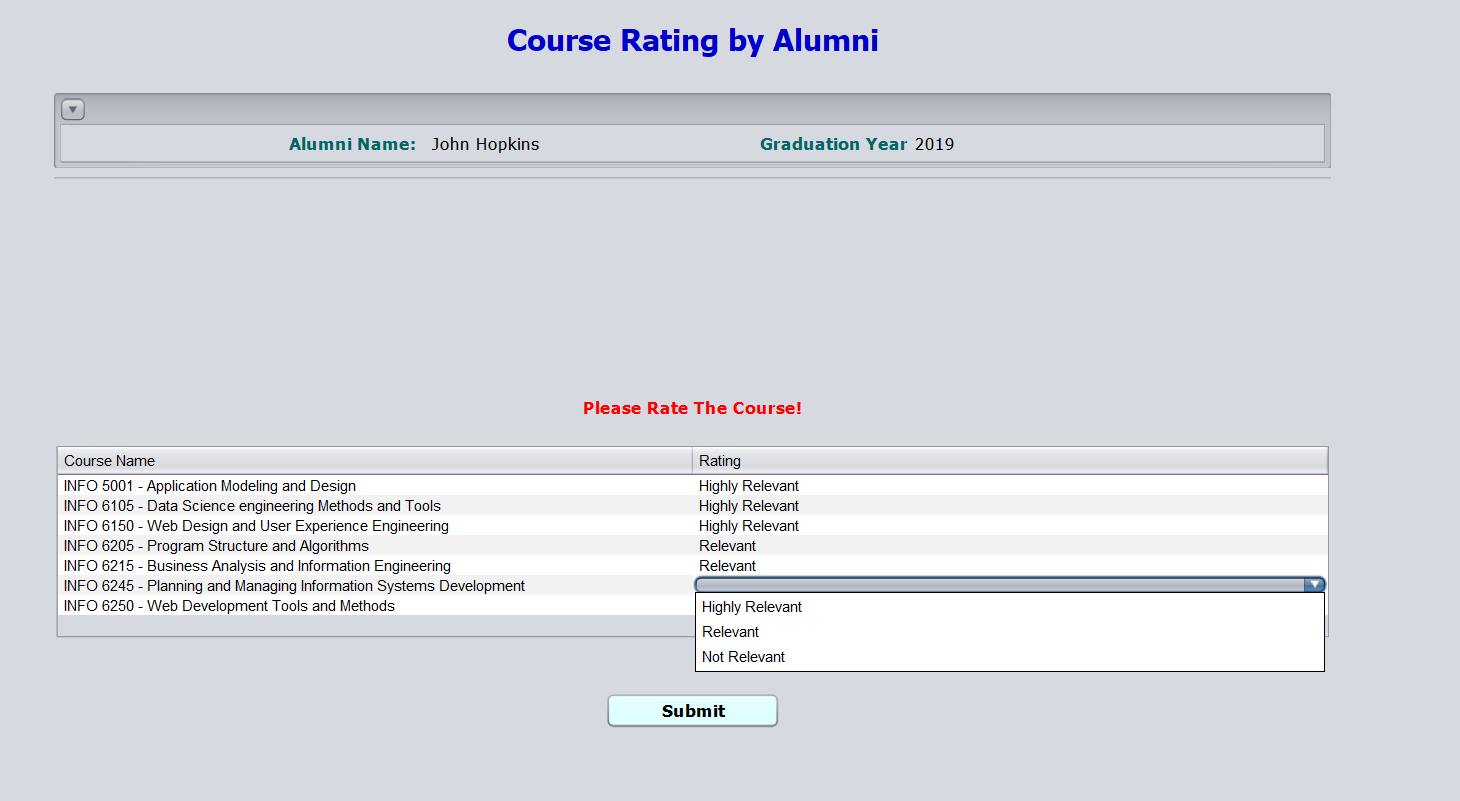 Course Rating by Alumni
Alumni Name: John Hopkins Graduation Year 2019
Please Rate The Course!
Course Name Rating
INFO 5001 - Application Modeling and Design Highly Relevant
INFO 6105 - Data Science engineering Methods and Tools Highly Relevant
INFO 6150 - Web Design and User Experience Engineering Highly Relevant
INFO 6205 - Program Structure and Algorithms Relevant
INFO 6215 - Business Analysis and Information Engineering Relevant
INFO 6245 - Planning and Managing Information Systems Development
INFO 6250 - Web Development Tools and Methods
Highly Relevant
Relevant
Not Relevant
Submit